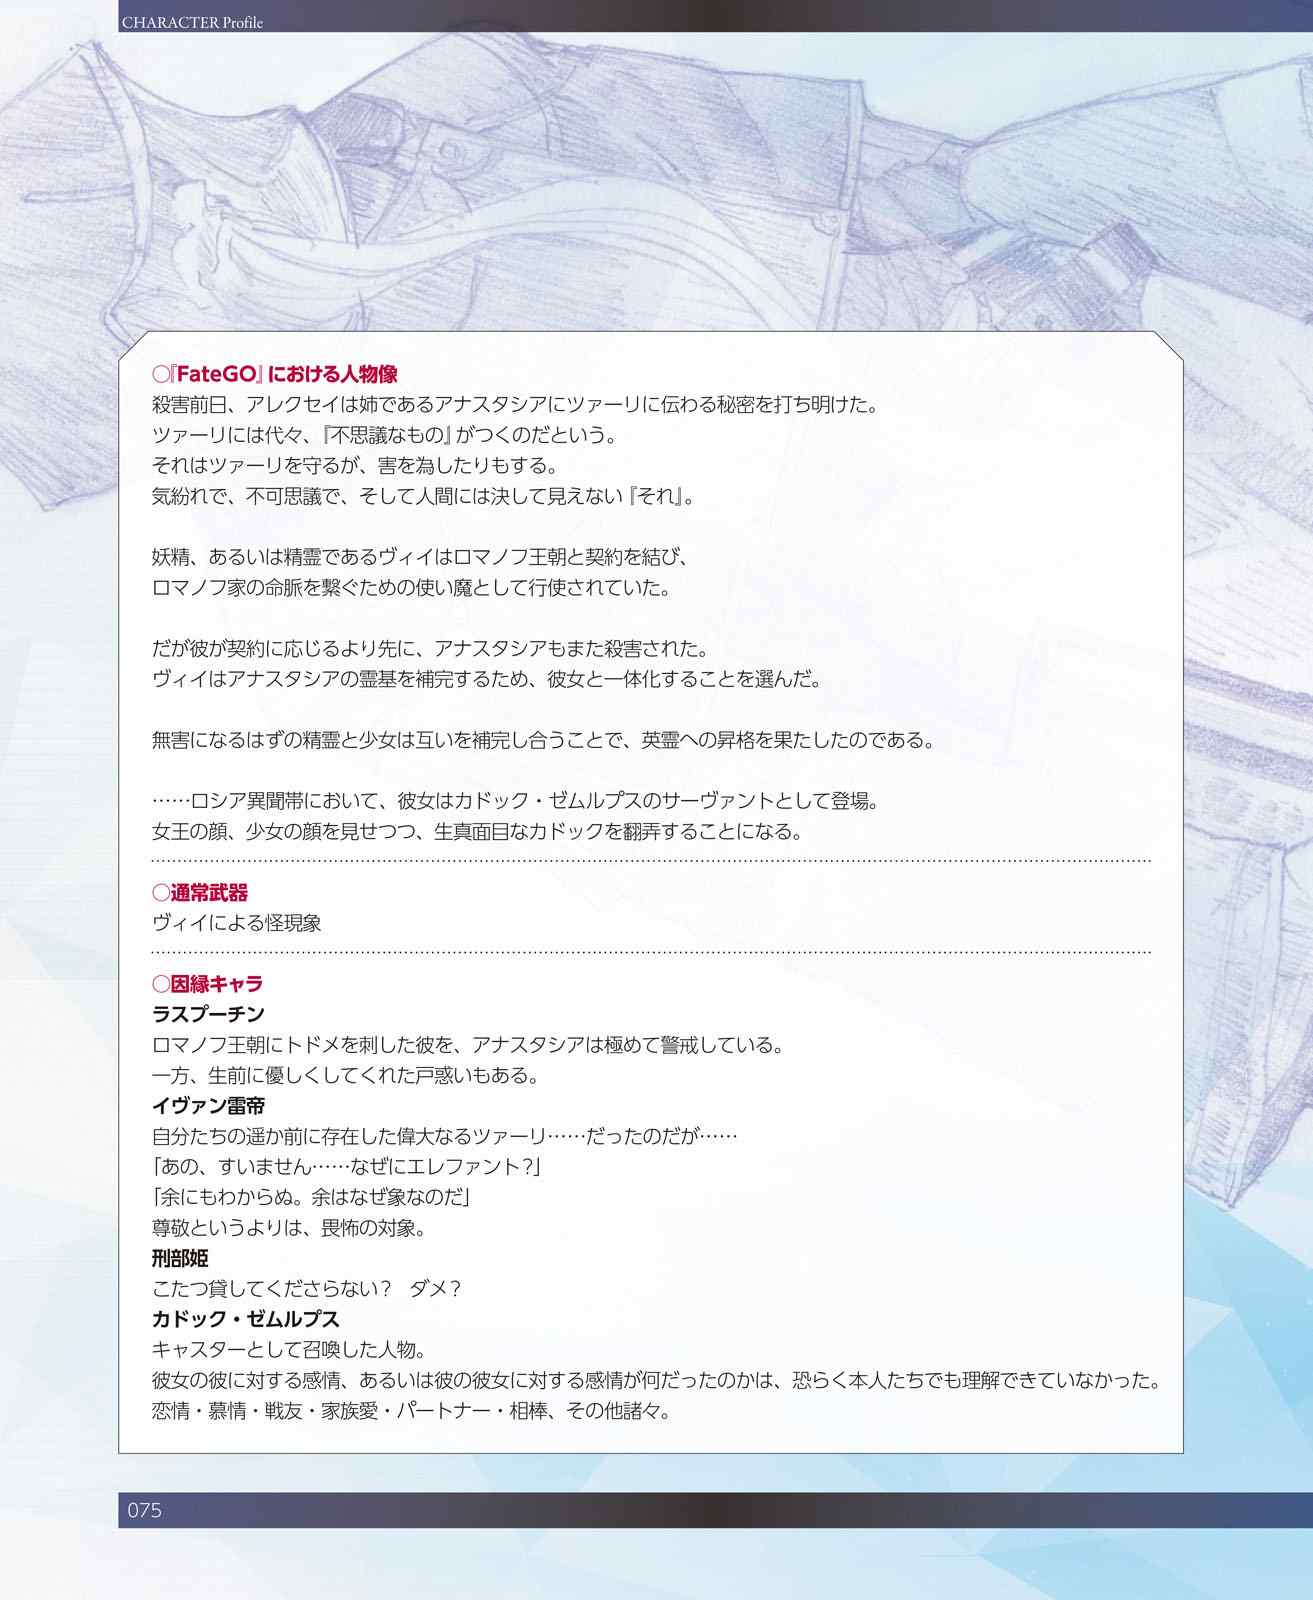 CHARACTER Profile
○『FateGO』における人物像
殺害前日、アレクセイは姉であるアナスタシアにツァーリに伝わる秘密を打ち明けた。
ツァーリには代々、『不思議なもの』がつくのだという。
それはツァーリを守るが、害を為したりもする。
気紛れで、不可思議で、そして人間には決して見えない『それ』。
妖精、あるいは精霊であるヴィイはロマノフ王朝と契約を結び、
ロマノフ家の命脈を繋ぐための使い魔として行使されていた。
だが彼が契約に応じるより先に、アナスタシアもまた殺害された。
ヴィイはアナスタシアの霊基を補完するため、彼女と一体化することを選んだ。
無害になるはずの精霊と少女は互いを補完し合うことで、英霊への昇格を果たしたのである。
……ロシア異聞帯において、彼女はカドック・ゼムルプスのサーヴァントとして登場。
女王の顔、少女の顔を見せつつ、生真面目なカドックを翻弄することになる。
○通常武器
ヴィイによる怪現象
○因縁キャラ
ラスプーチン
ロマノフ王朝にトドメを刺した彼を、アナスタシアは極めて警戒している。
一方、生前に優しくしてくれた戸惑いもある。
イヴァン雷帝
自分たちの遥か前に存在した偉大なるツァーリ……だったのだが……
「あの、すいません……なぜにエレファント?」
「余にもわからぬ。余はなぜ象なのだ」
尊敬というよりは、畏怖の対象。
刑部姫
こたつ貸してくださらない?　ダメ?
カドック・ゼムルプス
キャスターとして召喚した人物。
彼女の彼に対する感情、あるいは彼の彼女に対する感情が何だったのかは、恐らく本人たちでも理解できていなかった。
恋情・慕情・戦友・家族愛・パートナー・相棒、その他諸々。
075